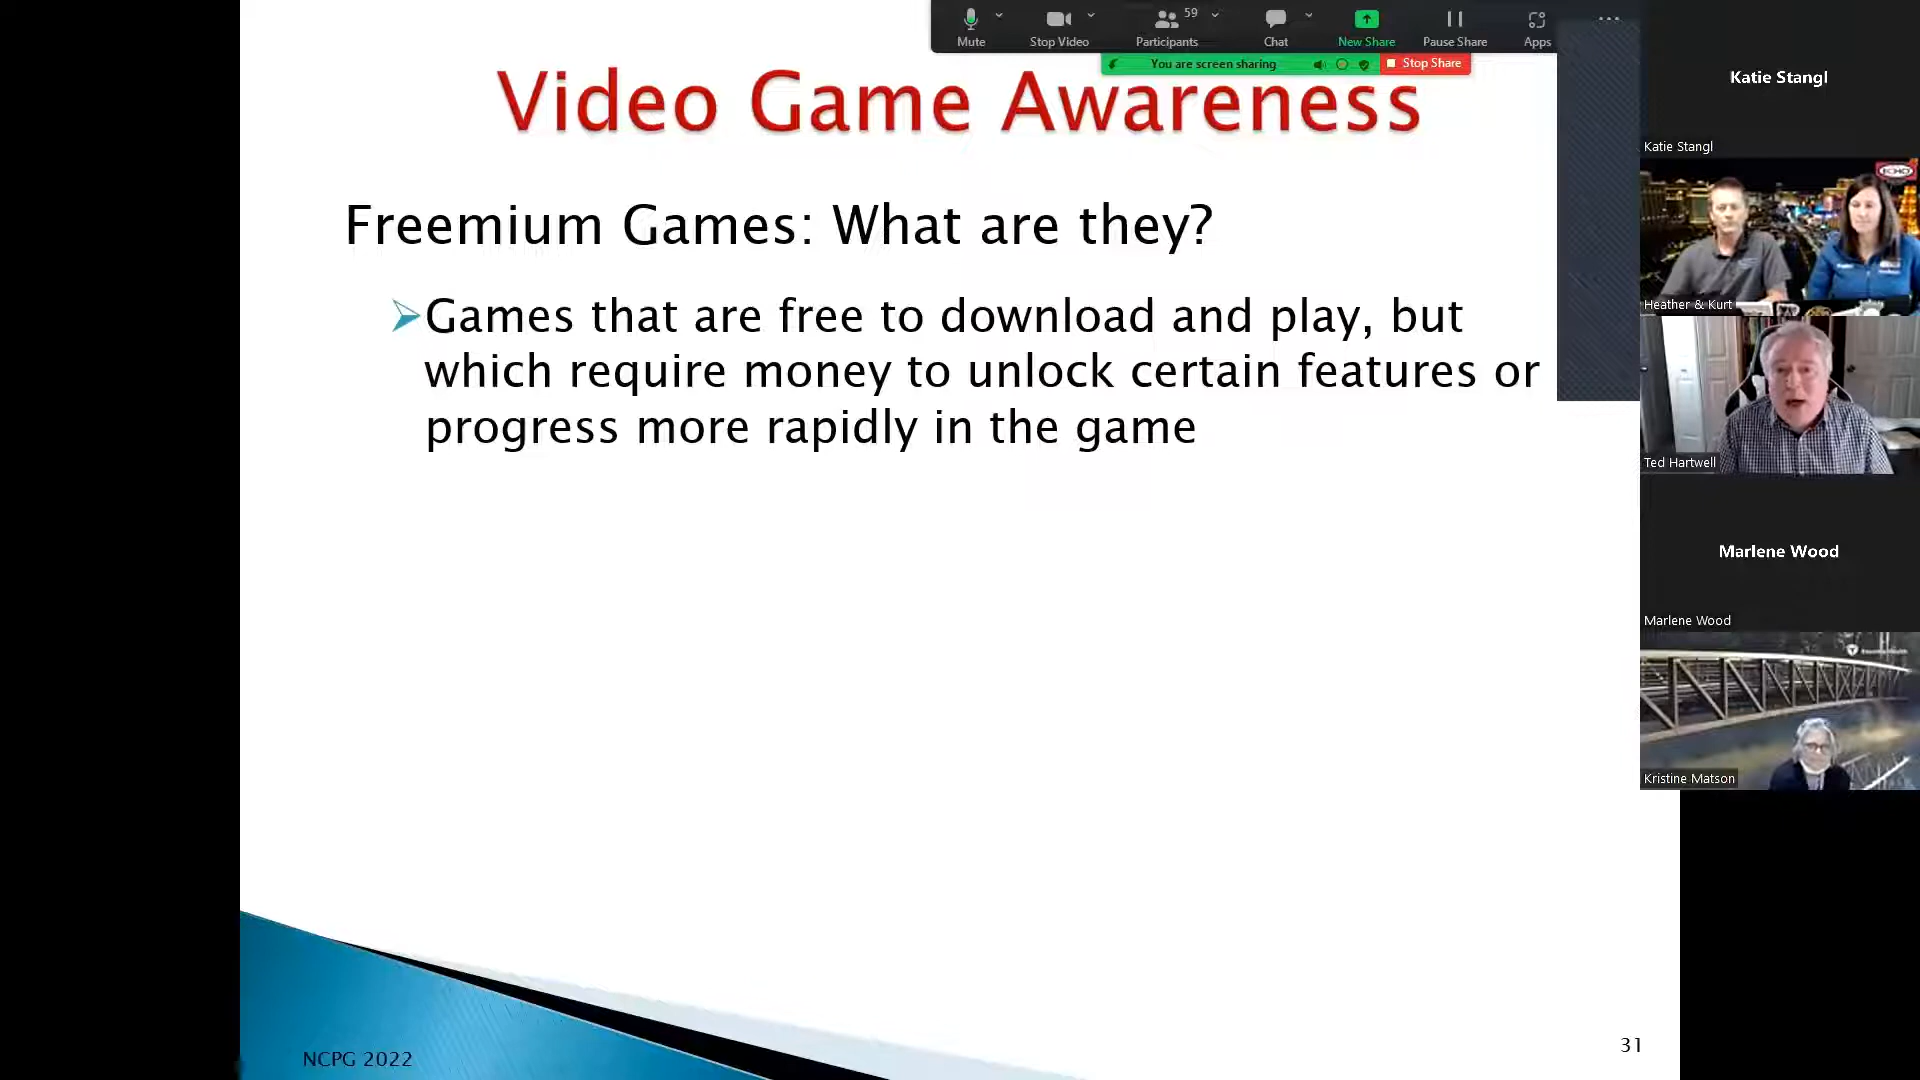 59
Mute
Stop Video
Participants
Chat
New Share
Pause Share
Apps
You are screen sharing
Stop Share
Video Game Awareness
Freemium Games: What are they?
Games that are free to download and play, but
which require money to unlock certain features or
progress more rapidly in the game
NCPG 2022
31
Katie Stangl
Katie Stangl
ECHO
Heather & Kurt
Ted Hartwell
Marlene Wood
Marlene Wood
Kristine Matson